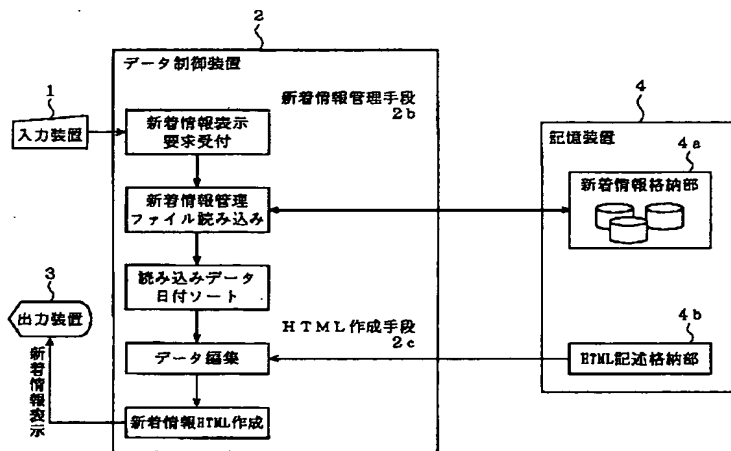 2
データ制御装置
1
入力装置
新着情報管理手段
2b
新着情報表示
要求受付
新着情報管理
ファイル読み込み
読み込みデータ
日付ソート
HTML作成手段
2c
データ編集
新着情報HTML作成
3
出力装置
新着情報表示
4
記憶装置
4a
新着情報格納部
4b
HTML記述格納部